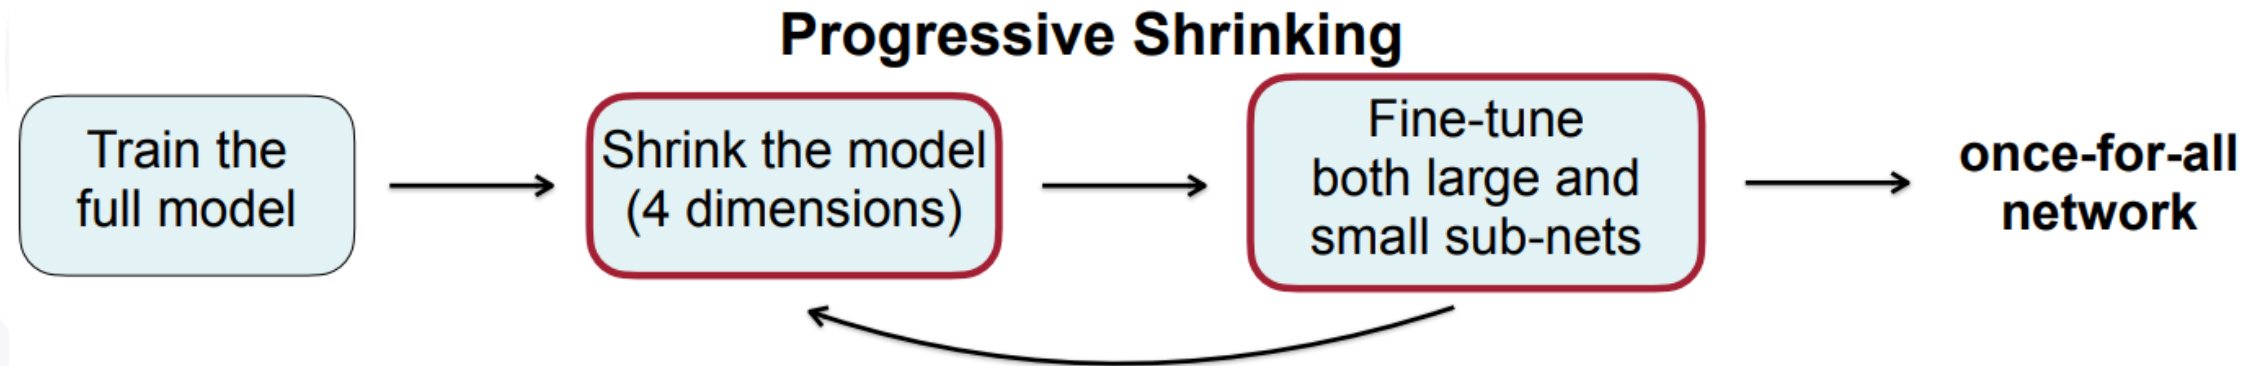 Progressive Shrinking
Train the
full model
Shrink the model
(4 dimensions)
Fine-tune
both large and
small sub-nets
once-for-all
network